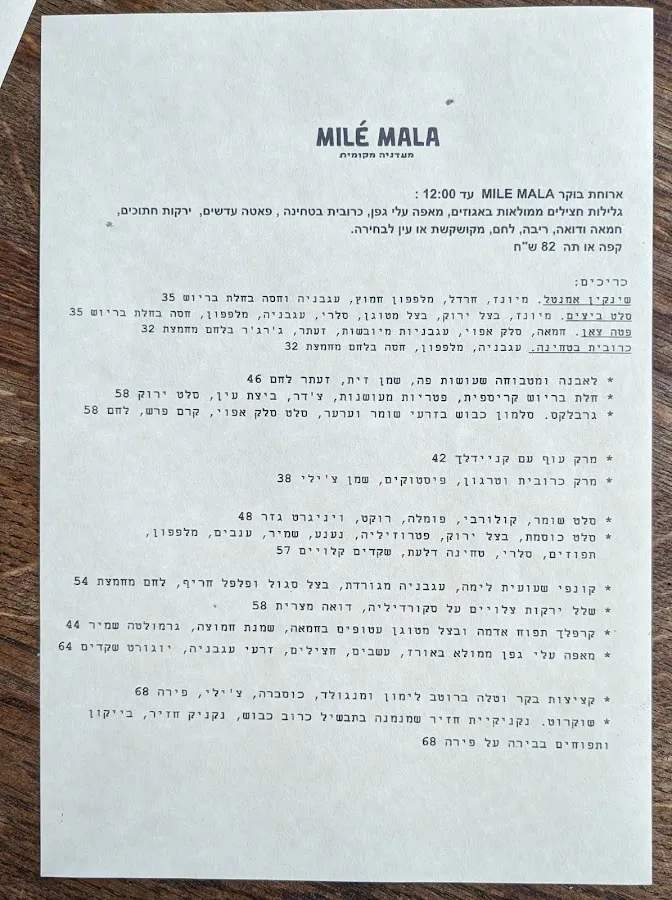 MILÉ MALA
מעדניה מקומית
ארוחת בוקר MILE MALA עד 12:00 :
גלילות חצילים ממולאות באגוזים, מאפה עלי גפן, כרובית בטחינה , פאטה עדשים, ירקות חתוכים,
חמאה ודואה, ריבה, לחם, מקושקשת או עין לבחירה.
קפה או תה 82 ש"ח
כריכים:
שינקין אמנטל. מיונז, חרדל, מלפפון חמוץ, עגבניה וחסה בחלת בריוש 35
סלט ביצים. מיונז, בצל ירוק, בצל מטוגן, סלרי, עגבניה, מלפפון, חסה בחלת בריוש 35
פטה צאן. חמאה, סלק אפוי, עגבניות מיובשות, זעתר, ג'רג'ר בלחם מחמצת 32
כרובית בטחינה. עגבניה, מלפפון, חסה בלחם מחמצת 32
* לאבנה ומטבוחה שעושות פה, שמן זית, זעתר לחם 46
* חלת בריוש קריספית, פטריות מעושנות, צ'דר, ביצת עין, סלט ירוק 58
* גרבלקס. סלמון כבוש בזרעי שומר וערער, סלט סלק אפוי, קרם פרש, לחם 58
* מרק עוף עם קניידלך 42
* מרק כרובית וטרגון, פיסטוקים, שמן צ'ילי 38
* סלט שומר, קולורבי, פומלה, רוקט, ויניגרט גזר 48
* סלט כוסמת, בצל ירוק, פטרוזיליה, נענע, שמיר, ענבים, מלפפון,
תפוזים, סלרי, טחינה דלעת, שקדים קלויים 57
* קונפי שעועית לימה, עגבניה מגורדת, בצל סגול ופלפל חריף, לחם מחמצת 54
* שלל ירקות צלויים על סקורדיליה, דואה מצרית 58
* קרפלך תפוח אדמה ובצל מטוגן עטופים בחמאה, שמנת חמוצה, גרמולטה שמיר 44
* מאפה עלי גפן ממולא באורז, עשבים, חצילים, זרעי עגבניה, יוגורט שקדים 64
* קציצות בקר וטלה ברוטב לימון ומנגולד, כוסברה, צ'ילי, פירה 68
* שוקרוט. נקניקיית חזיר שמנמנה בתבשיל כרוב כבוש, נקניק חזיר, בייקון
ותפוחים בבירה על פירה 68